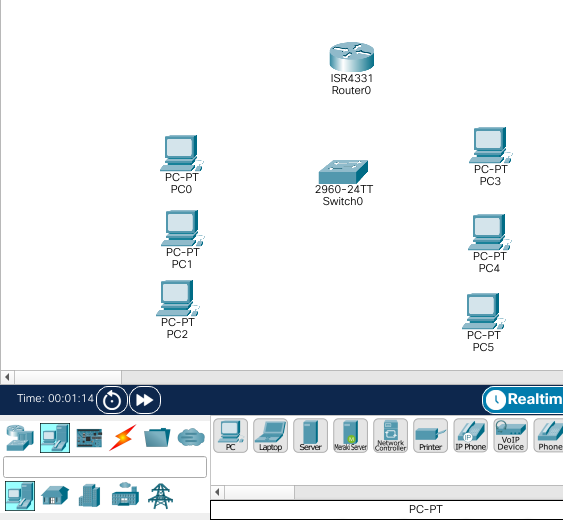 ISR4331
Router0
PC-PT
PC0
2960-24TT
Switch0
PC-PT
PC3
PC-PT
PC1
PC-PT
PC4
PC-PT
PC2
PC-PT
PC5
Time: 00:01:14
Realtim
PC
Laptop
Server
Meraki Server
Network
Controller
Printer
IP Phone
VoIP
Device
Phone
PC-PT